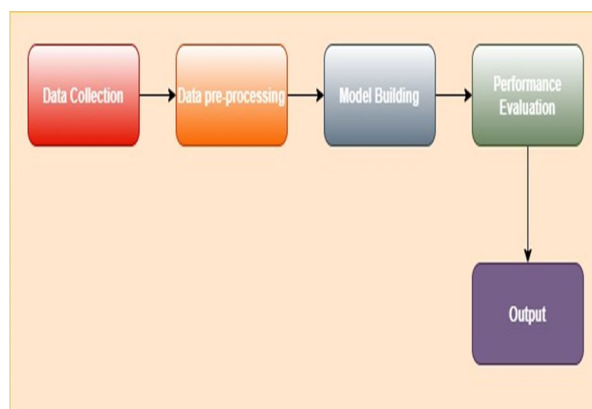 Data Collection
Data pre-processing
Model Building
Performance
Evaluation
Output